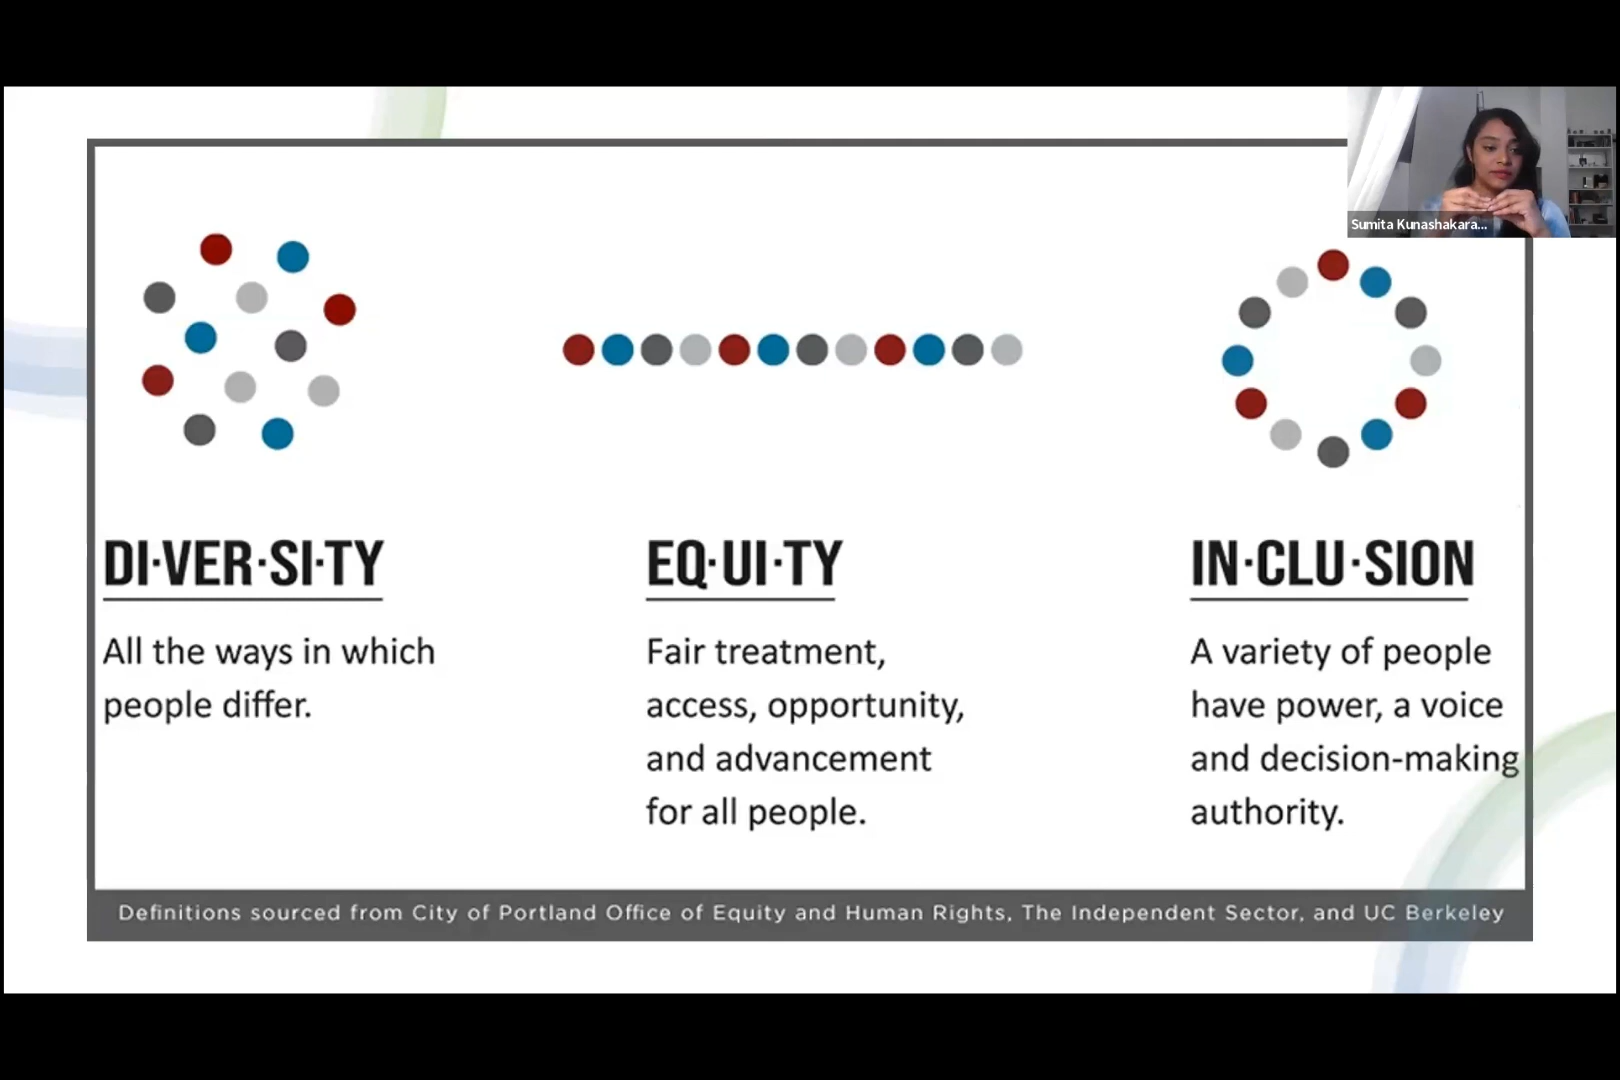 Sumita Kunashakara...
DI·VER·SI·TY
All the ways in which
people differ.
EQ·UI·TY
Fair treatment,
access, opportunity,
and advancement
for all people.
IN·CLU·SION
A variety of people
have power, a voice
and decision-making
authority.
Definitions sourced from City of Portland Office of Equity and Human Rights, The Independent Sector, and UC Berkeley